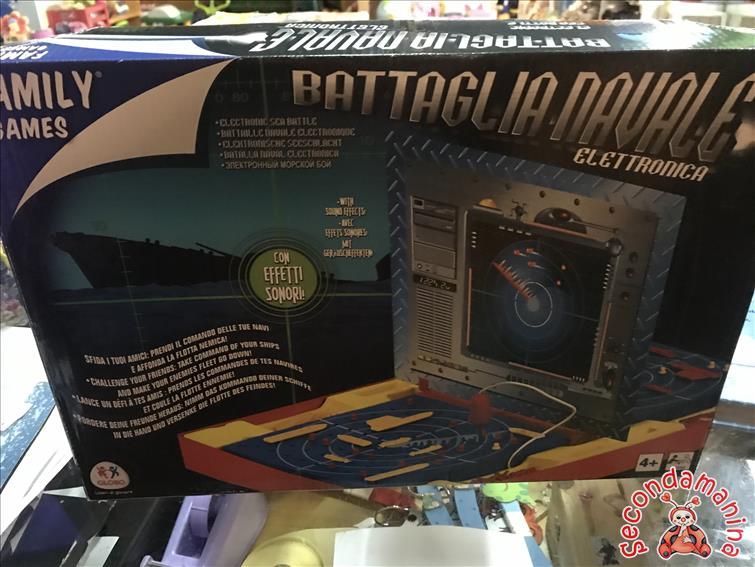 BATTAGLIA NAVALE
ELETTRONICA
AMILY®
GAMES
BATTAGLIA NAVALE
ELETTRONICA
•ELECTRONIC SEA BATTLE
•BATTAILLE NAVALE ELECTRONIQUE
•ELEKTRONISCHE SEESCHLACHT
•BATALLA NAVAL ELECTRONICA
•ЭЛЕКТРОННЫЙ МОРСКОЙ БОЙ
•WITH
SOUND EFFECTS•
•AVEC
EFFETS SONORES•
MIT
CON
EFFETTI
SONORI!
SFIDA I TUOI AMICI: PRENDI IL COMANDO DELLE TUE NAVI
E AFFONDA LA FLOTTA NEMICA!
•CHALLENGE YOUR FRIENDS: TAKE COMMAND OF YOUR SHIPS
AND MAKE YOUR ENEMIES FLEET GO DOWN!
•LANCE UN DÉFI À TES AMIS: PRENDS LES COMMANDES DE TES NAVIRES
ET COULE LA FLOTTE ENNEMIE!
•FORDERE DEINE FREUNDE HERAUS: NIMM DAS KOMMANDO DEINER SCHIFFE
IN DIE HAND UND VERSENKE DIE FLOTTE DES FEINDES!
GLOBO
4+
secondamanina